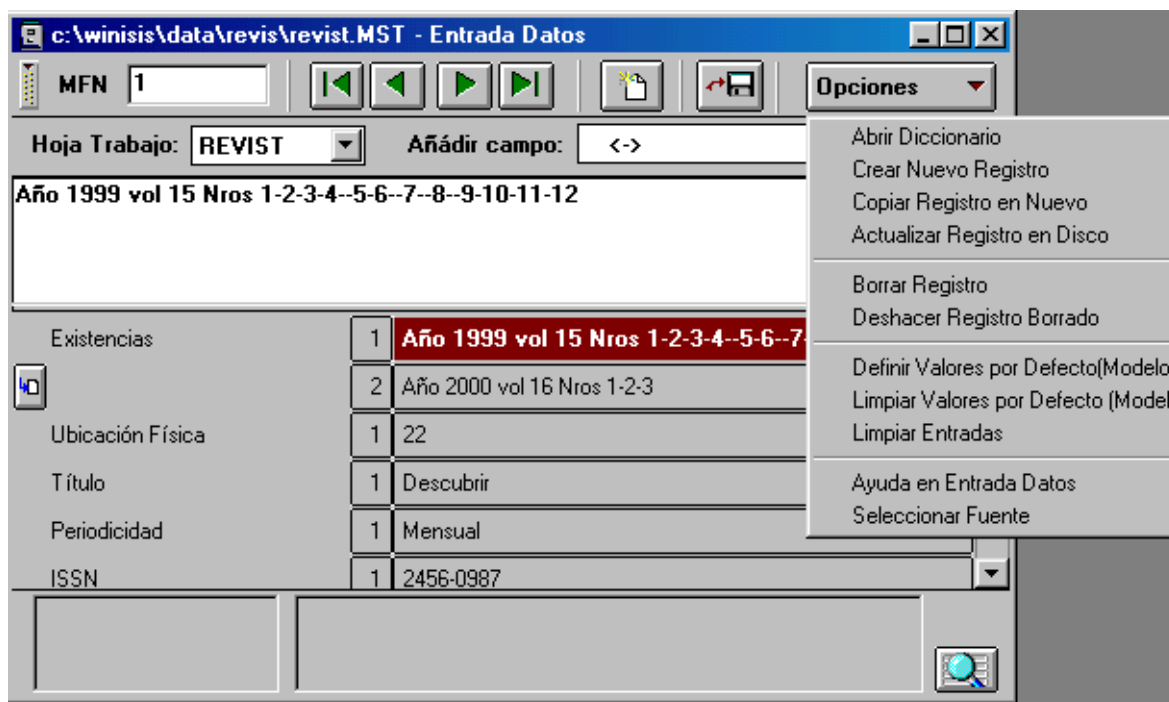 c:\winisis\data\revis\revist.MST - Entrada Datos
MFN 1 Opciones
Hoja Trabajo: REVIST Añádir campo: <->
Año 1999 vol 15 Nros 1-2-3-4--5-6--7--8--9-10-11-12
Existencias 1 Año 1999 vol 15 Nros 1-2-3-4--5-6--7-
2 Año 2000 vol 16 Nros 1-2-3
Ubicación Física 1 22
Título 1 Descubrir
Periodicidad 1 Mensual
ISSN 1 2456-0987
Abrir Diccionario
Crear Nuevo Registro
Copiar Registro en Nuevo
Actualizar Registro en Disco
Borrar Registro
Deshacer Registro Borrado
Definir Valores por Defecto(Modelo
Limpiar Valores por Defecto (Model
Limpiar Entradas
Ayuda en Entrada Datos
Seleccionar Fuente